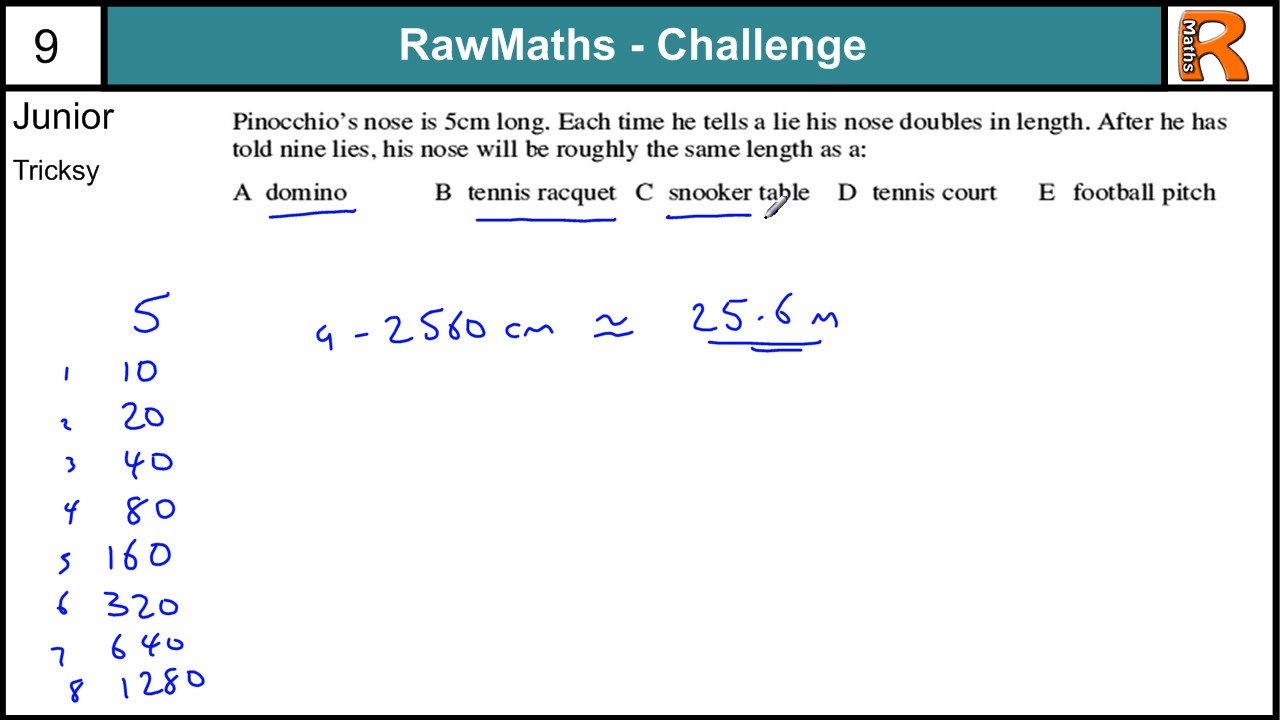 9
RawMaths - Challenge
Maths R
Junior
Tricksy
Pinocchio's nose is 5cm long. Each time he tells a lie his nose doubles in length. After he has
told nine lies, his nose will be roughly the same length as a:
A domino B tennis racquet C snooker table D tennis court E football pitch
5
9 - 2560 cm ≈ 25.6 m
1 10
2 20
3 40
4 80
5 160
6 320
7 640
8 1280